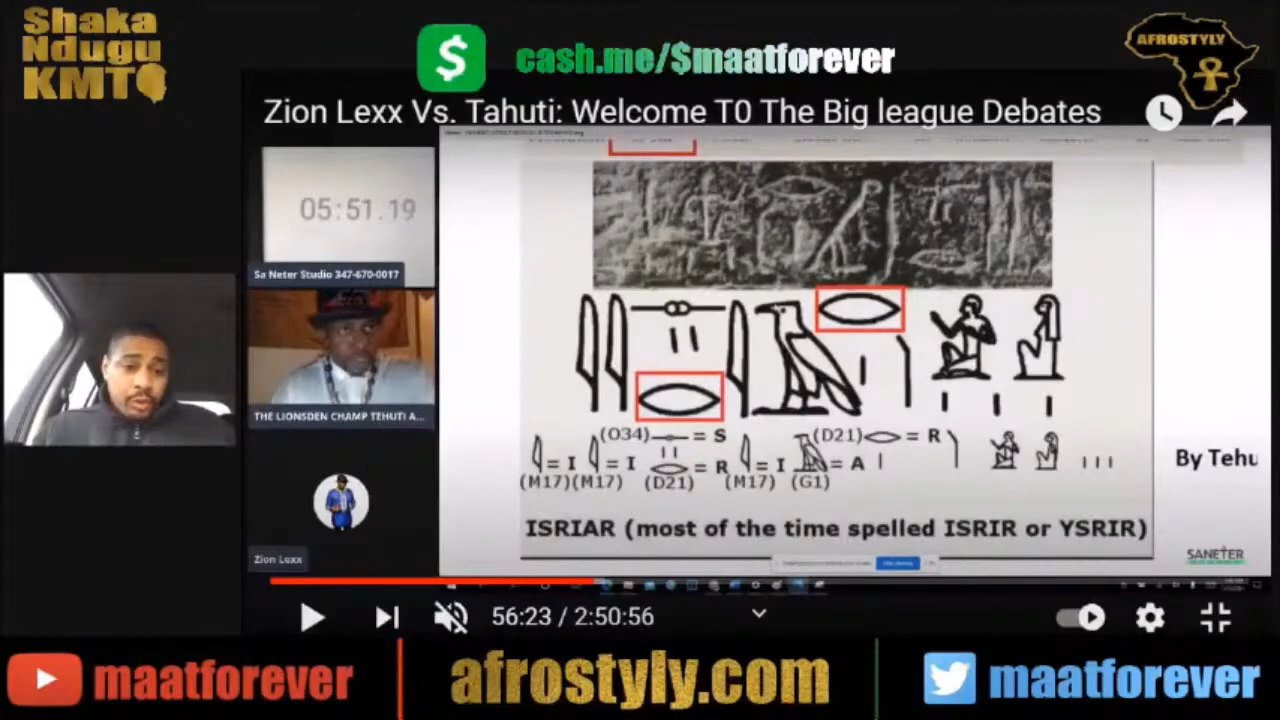 Shaka
Ndugu
KMT
cash.me/$maatforever
AFROSTYLY
Zion Lexx Vs. Tahuti: Welcome T0 The Big league Debates
05:51.19
Sa Neter Studio 347-670-0017
THE LIONSDEN CHAMP TEHUTI A...
Zion Lexx
(O34) = S (D21) = R
= I = I = R = I = A
(M17)(M17) (D21) (M17) (G1)
By Tehu
ISRIAR (most of the time spelled ISRIR or YSRIR)
SANETER
56:23 / 2:50:56
maatforever
afrostyly.com
maatforever